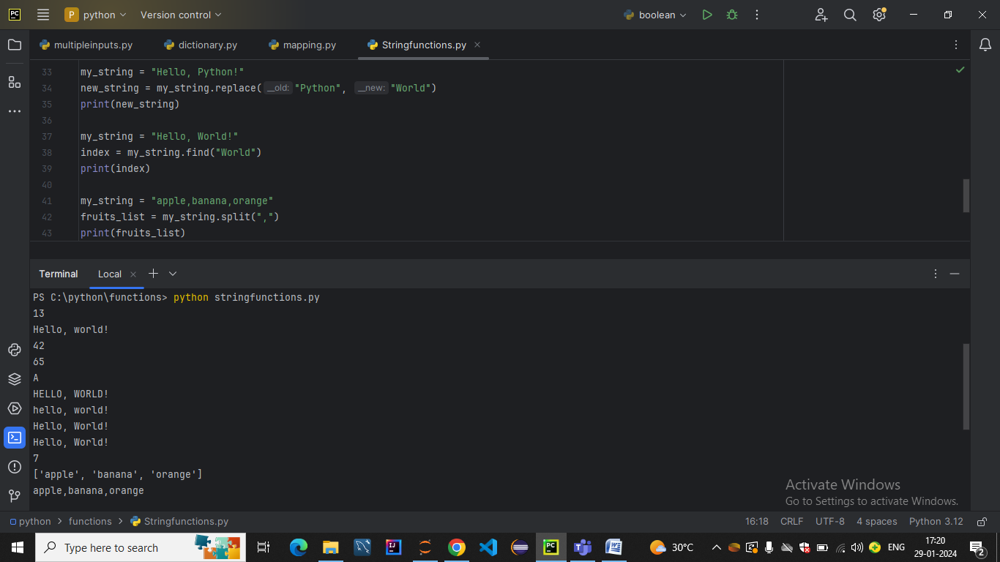 PC P python Version control boolean
multipleinputs.py dictionary.py mapping.py Stringfunctions.py
33 my_string = "Hello, Python!"
34 new_string = my_string.replace(__old: "Python", __new: "World")
35 print(new_string)
36
37 my_string = "Hello, World!"
38 index = my_string.find("World")
39 print(index)
40
41 my_string = "apple,banana,orange"
42 fruits_list = my_string.split(",")
43 print(fruits_list)
Terminal Local
PS C:\python\functions> python stringfunctions.py
13
Hello, world!
42
65
A
HELLO, WORLD!
hello, world!
Hello, World!
Hello, World!
7
['apple', 'banana', 'orange']
apple,banana,orange
Activate Windows
Go to Settings to activate Windows.
python > functions > Stringfunctions.py 16:18 CRLF UTF-8 4 spaces Python 3.12
Type here to search IJ PC 30°C ENG 17:20
29-01-2024 2